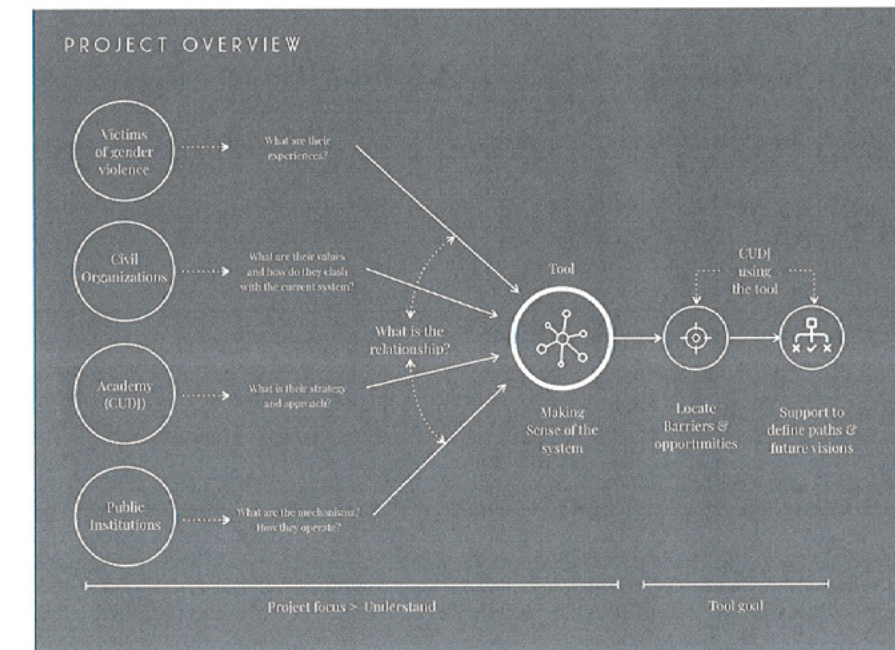 PROJECT OVERVIEW
Victims
of gender
violence
What are their
experiences?
Civil
Organizations
What are their values
and how do they clash
with the current system?
What is the
relationship?
Academy
(CUDJ)
What is their strategy
and approach?
Public
Institutions
What are the mechanisms?
How they operate?
Tool
Making
Sense of the
system
CUDJ
using
the tool
Locate
Barriers &
opportunities
Support to
define paths &
future visions
Project focus > Understand
Tool goal